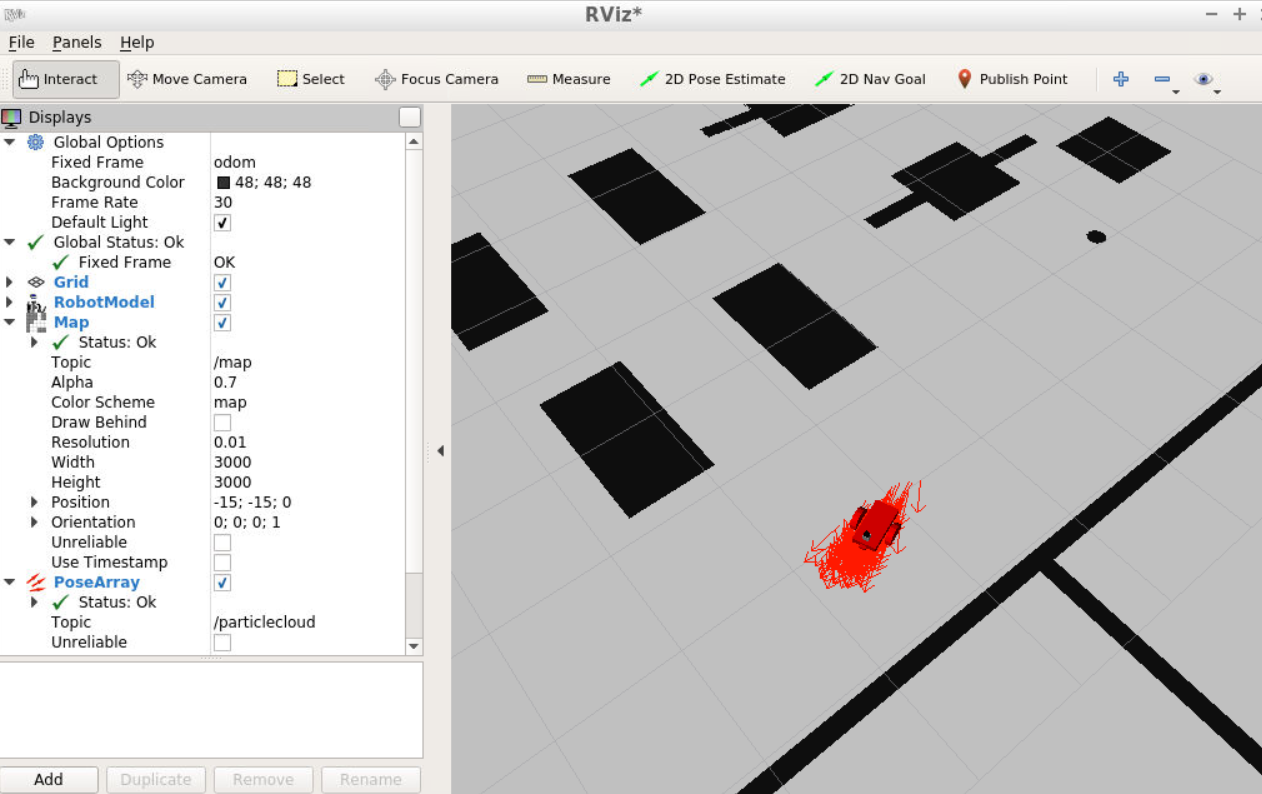 RViz*
File Panels Help
Interact Move Camera Select Focus Camera Measure 2D Pose Estimate 2D Nav Goal Publish Point
Displays
Global Options
Fixed Frame odom
Background Color 48; 48; 48
Frame Rate 30
Default Light
Global Status: Ok
Fixed Frame OK
Grid
RobotModel
Map
Status: Ok
Topic /map
Alpha 0.7
Color Scheme map
Draw Behind
Resolution 0.01
Width 3000
Height 3000
Position -15; -15; 0
Orientation 0; 0; 0; 1
Unreliable
Use Timestamp
PoseArray
Status: Ok
Topic /particlecloud
Unreliable
Add Duplicate Remove Rename